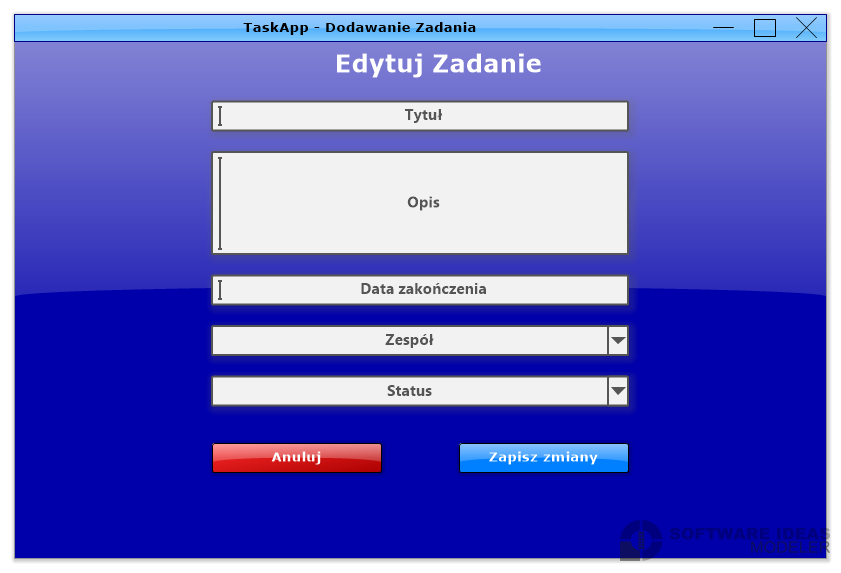 TaskApp - Dodawanie Zadania
Edytuj Zadanie
Tytuł
Opis
Data zakończenia
Zespół
Status
Anuluj
Zapisz zmiany
SOFTWARE IDEAS
MODELER